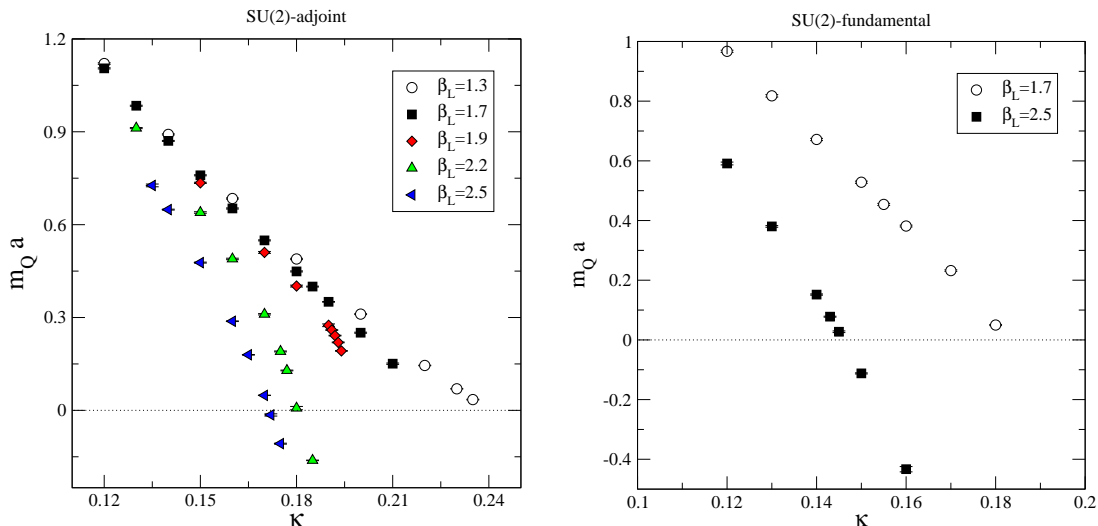 SU(2)-adjoint
1.2
0.9
0.6
0.3
0
m_Q a
0.12 0.15 0.18 0.21 0.24
κ
β_L=1.3
β_L=1.7
β_L=1.9
β_L=2.2
β_L=2.5
SU(2)-fundamental
1
0.8
0.6
0.4
0.2
0
-0.2
-0.4
m_Q a
0.1 0.12 0.14 0.16 0.18 0.2
κ
β_L=1.7
β_L=2.5